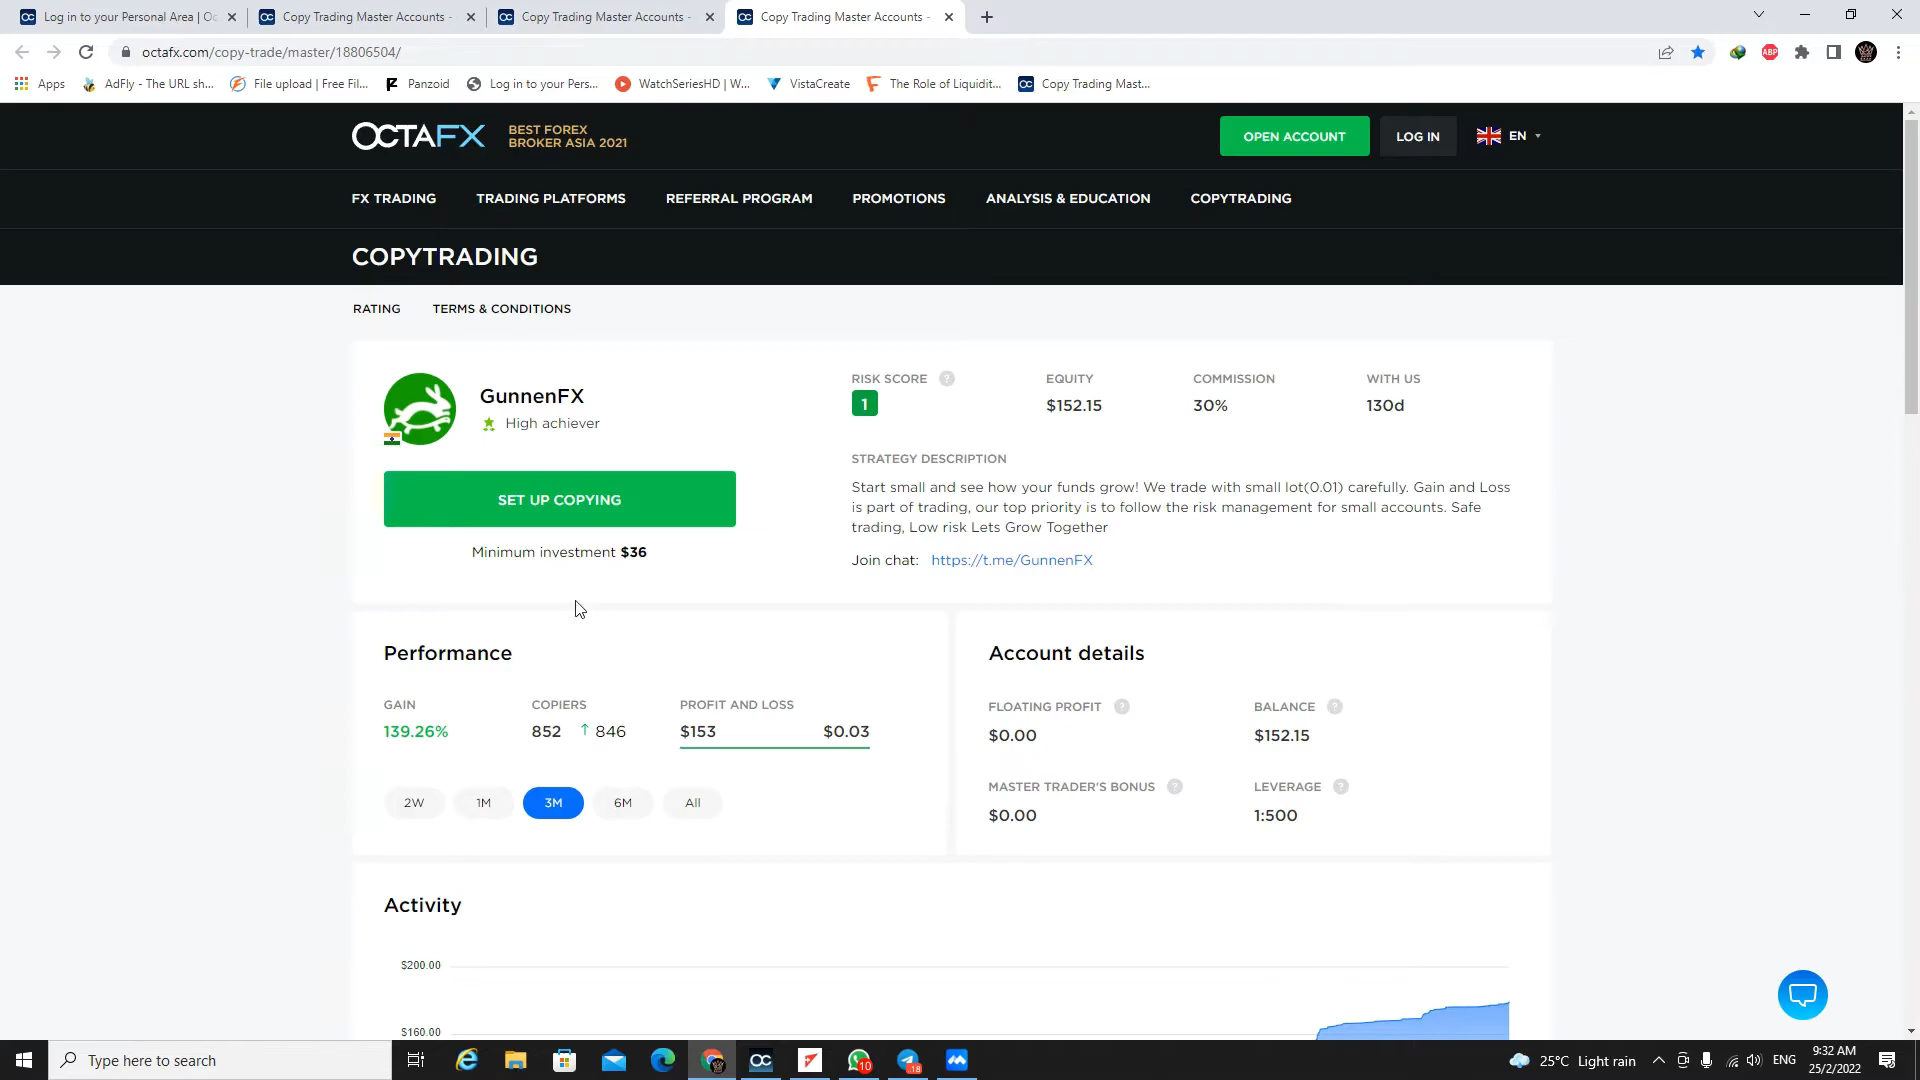 Log in to your Personal Area | Oc
Copy Trading Master Accounts -
Copy Trading Master Accounts -
Copy Trading Master Accounts -
octafx.com/copy-trade/master/18806504/
ABP
Apps
AdFly - The URL sh...
File upload | Free Fil...
Panzoid
Log in to your Pers...
WatchSeriesHD | W...
VistaCreate
The Role of Liquidit...
Copy Trading Mast...
OCTAFX
BEST FOREX
BROKER ASIA 2021
OPEN ACCOUNT
LOG IN
EN
FX TRADING
TRADING PLATFORMS
REFERRAL PROGRAM
PROMOTIONS
ANALYSIS & EDUCATION
COPYTRADING
COPYTRADING
RATING
TERMS & CONDITIONS
GunnenFX
High achiever
SET UP COPYING
Minimum investment $36
RISK SCORE ?
1
EQUITY
$152.15
COMMISSION
30%
WITH US
130d
STRATEGY DESCRIPTION
Start small and see how your funds grow! We trade with small lot(0.01) carefully. Gain and Loss
is part of trading, our top priority is to follow the risk management for small accounts. Safe
trading, Low risk Lets Grow Together
Join chat: https://t.me/GunnenFX
Performance
GAIN
139.26%
COPIERS
852 ↑ 846
PROFIT AND LOSS
$153 $0.03
2W
1M
3M
6M
All
Account details
FLOATING PROFIT ?
$0.00
BALANCE ?
$152.15
MASTER TRADER'S BONUS ?
$0.00
LEVERAGE ?
1:500
Activity
$200.00
$160.00
Type here to search
10
18
25°C Light rain
ENG
9:32 AM
25/2/2022